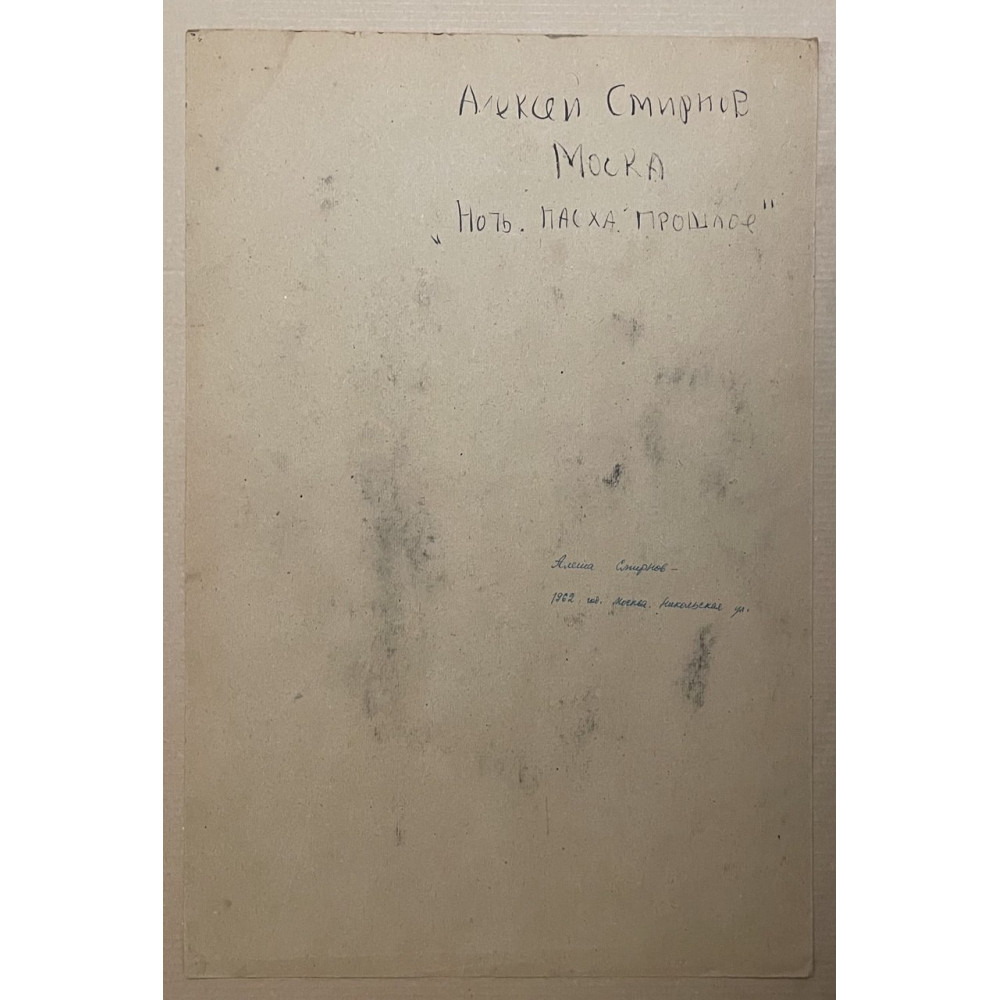 Алексей Смирнов
Моска
„Ночь. Пасха. Прошлое"
Алеша Смирнов –
1962 год. Москва. Никольская ул.